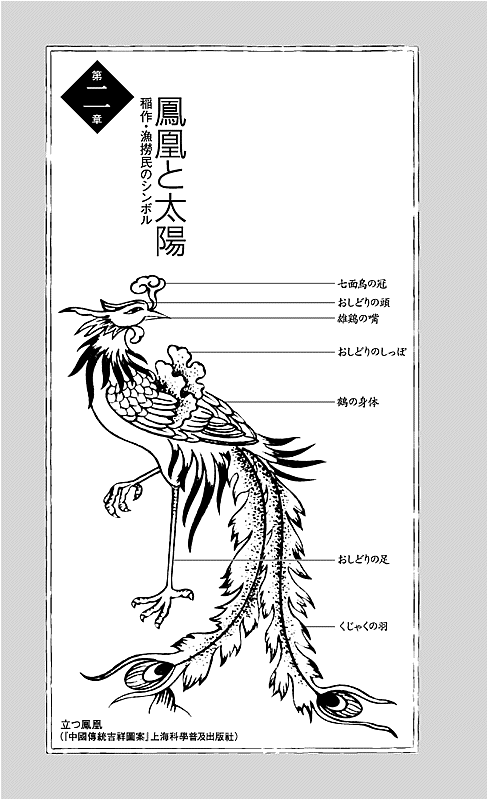 第二章
鳳凰と太陽
稲作・漁撈民のシンボル
七面鳥の冠
おしどりの頭
雄鶏の嘴
おしどりのしっぽ
鶴の身体
おしどりの足
くじゃくの羽
立つ鳳凰
(『中國傳統吉祥圖案』上海科學普及出版社)